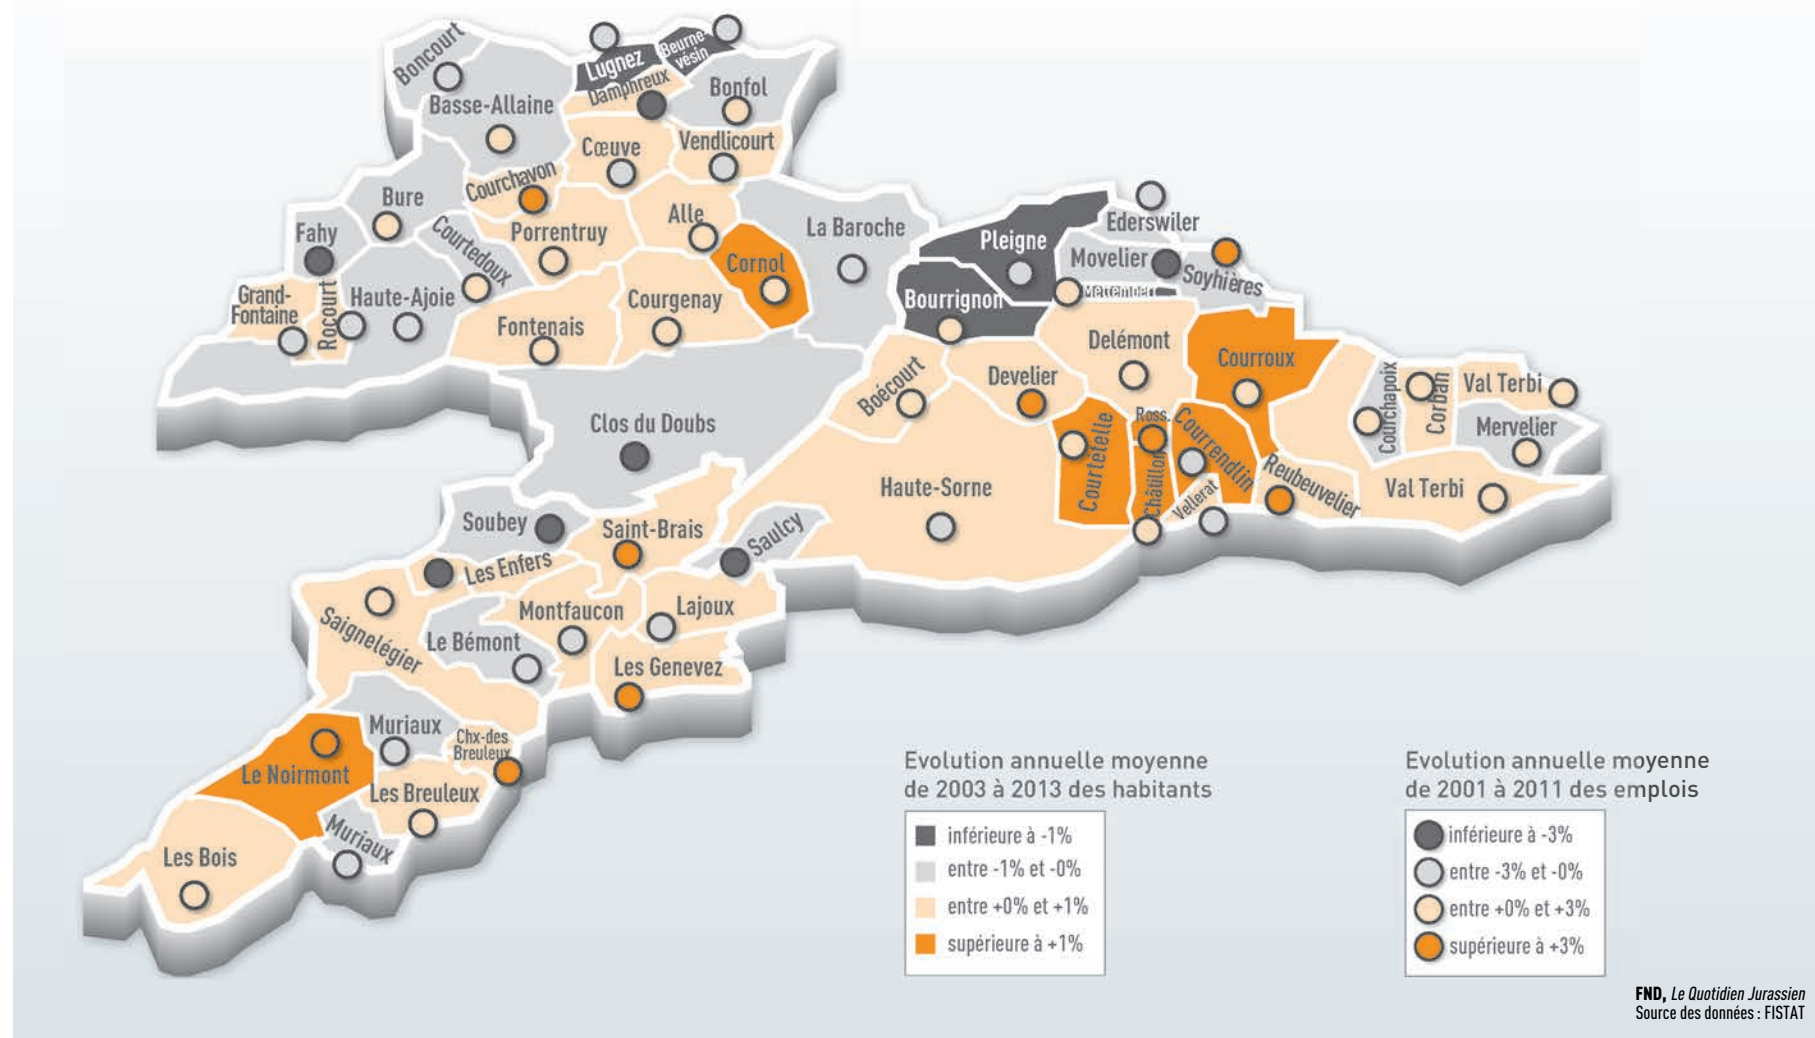 Boncourt
Basse-Allaine
Lugnez
Beurne-
vésin
Damphreux
Bonfol
Cœuve
Vendlicourt
Courchavon
Bure
Fahy
Courtedoux
Porrentruy
Alle
Cornol
La Baroche
Grand-
Fontaine
Rocourt
Haute-Ajoie
Fontenais
Courgenay
Pleigne
Ederswiler
Movelier
Soyhières
Mettember
Bourrignon
Delémont
Courroux
Boécourt
Develier
Courtételle
Ross.
Châtillon
Courrendlin
Vellerat
Reubeuvelier
Courchapoix
Corban
Val Terbi
Mervelier
Val Terbi
Clos du Doubs
Haute-Sorne
Soubey
Saint-Brais
Saulcy
Les Enfers
Saignelégier
Le Bémont
Montfaucon
Lajoux
Les Genevez
Muriaux
Chx-des
Breuleux
Le Noirmont
Les Breuleux
Muriaux
Les Bois
Evolution annuelle moyenne
de 2003 à 2013 des habitants
inférieure à -1%
entre -1% et -0%
entre +0% et +1%
supérieure à +1%
Evolution annuelle moyenne
de 2001 à 2011 des emplois
inférieure à -3%
entre -3% et -0%
entre +0% et +3%
supérieure à +3%
FND, Le Quotidien Jurassien
Source des données : FISTAT